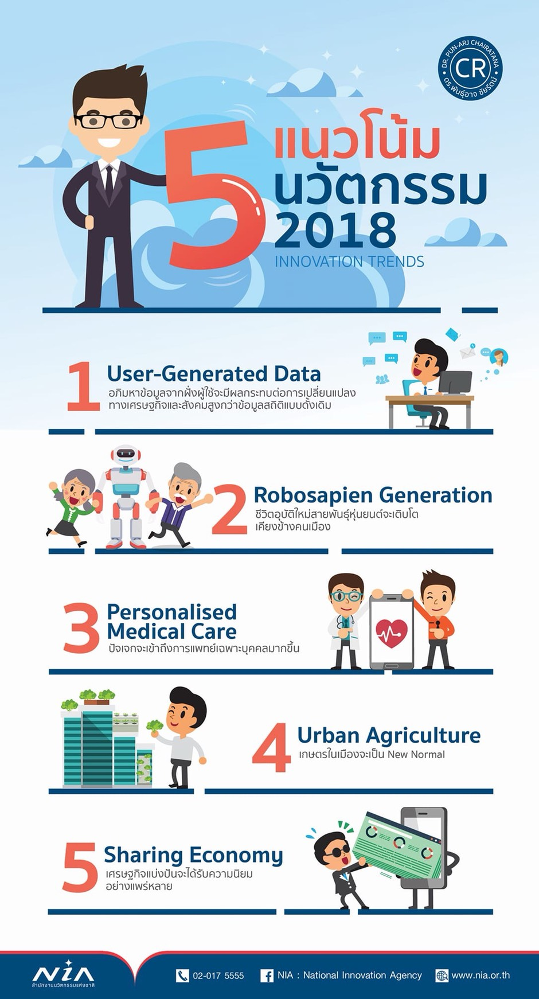 DR. PUN-ARJ CHAIRATANA
CR
ดร.พันธุ์อาจ ชัยรัตน์
5
แนวโน้ม
นวัตกรรม
2018
INNOVATION TRENDS
1
User-Generated Data
อภิมหาข้อมูลจากฝั่งผู้ใช้จะมีผลกระทบต่อการเปลี่ยนแปลง
ทางเศรษฐกิจและสังคมสูงกว่าข้อมูลสถิติแบบดั้งเดิม
2
Robosapien Generation
ชีวิตอุบัติใหม่สายพันธุ์หุ่นยนต์จะเติบโต
เคียงข้างคนเมือง
3
Personalised
Medical Care
ปัจเจกจะเข้าถึงการแพทย์เฉพาะบุคคลมากขึ้น
4
Urban Agriculture
เกษตรในเมืองจะเป็น New Normal
5
Sharing Economy
เศรษฐกิจแบ่งปันจะได้รับความนิยม
อย่างแพร่หลาย
NIA
สำนักงานนวัตกรรมแห่งชาติ
02-017 5555
NIA : National Innovation Agency
www.nia.or.th